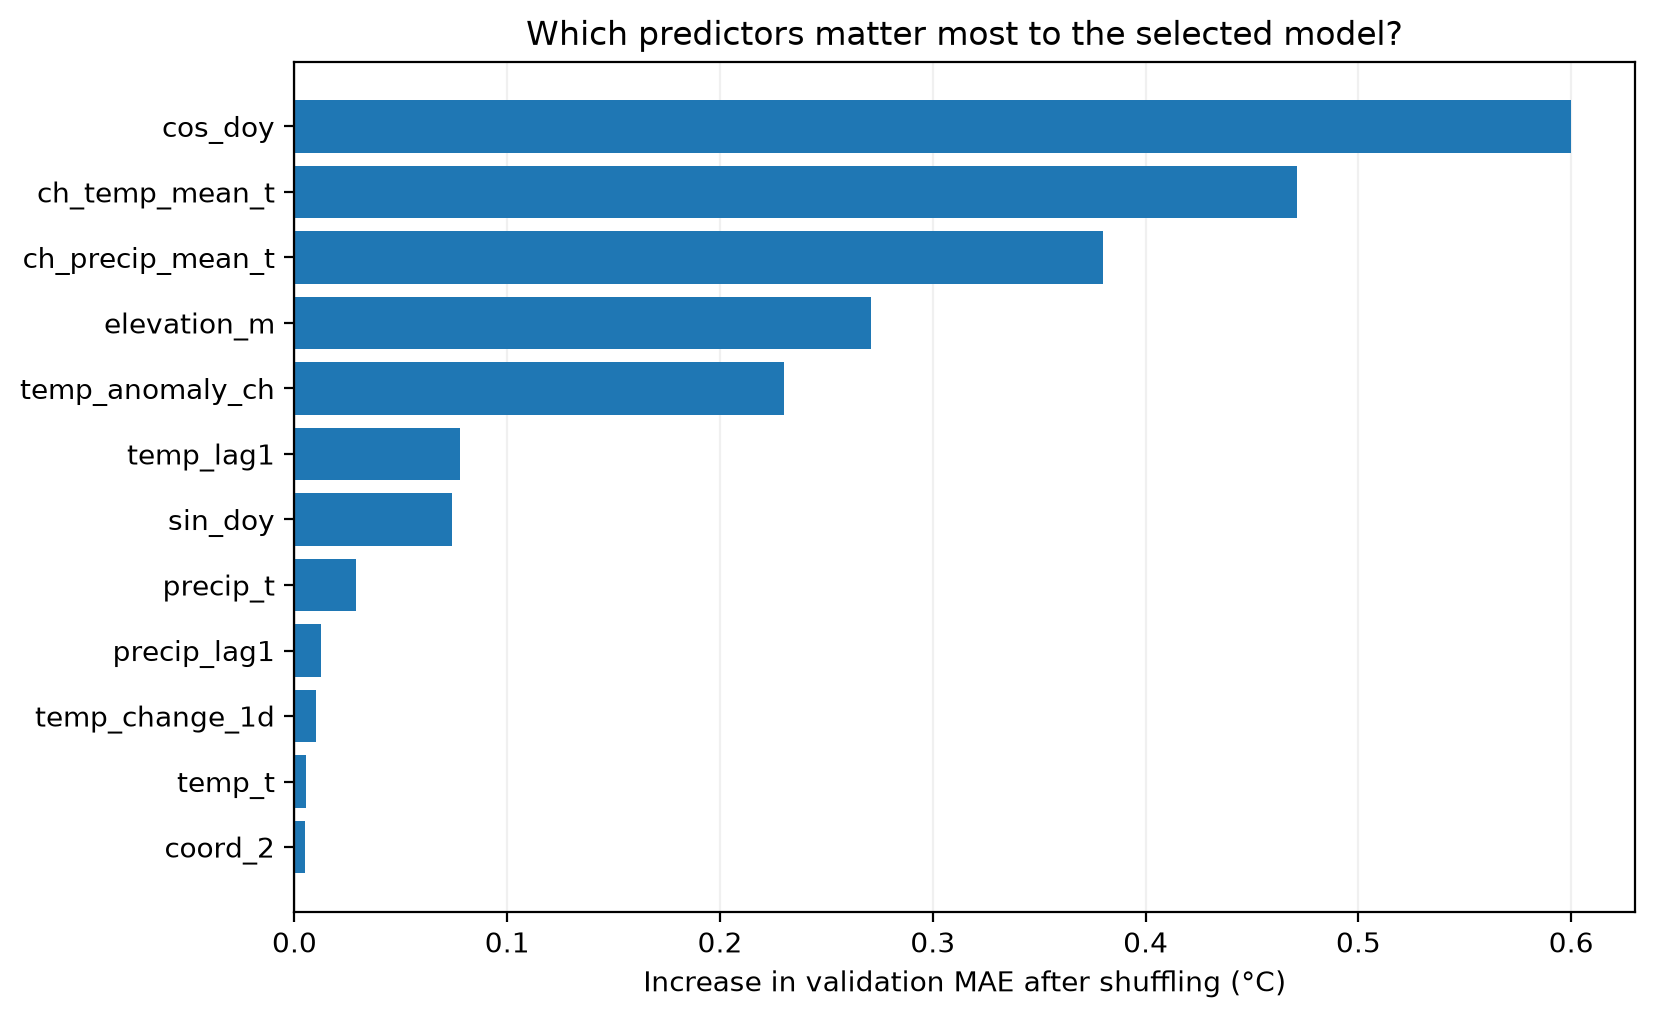 Which predictors matter most to the selected model?
cos_doy
ch_temp_mean_t
ch_precip_mean_t
elevation_m
temp_anomaly_ch
temp_lag1
sin_doy
precip_t
precip_lag1
temp_change_1d
temp_t
coord_2
0.0 0.1 0.2 0.3 0.4 0.5 0.6
Increase in validation MAE after shuffling (°C)